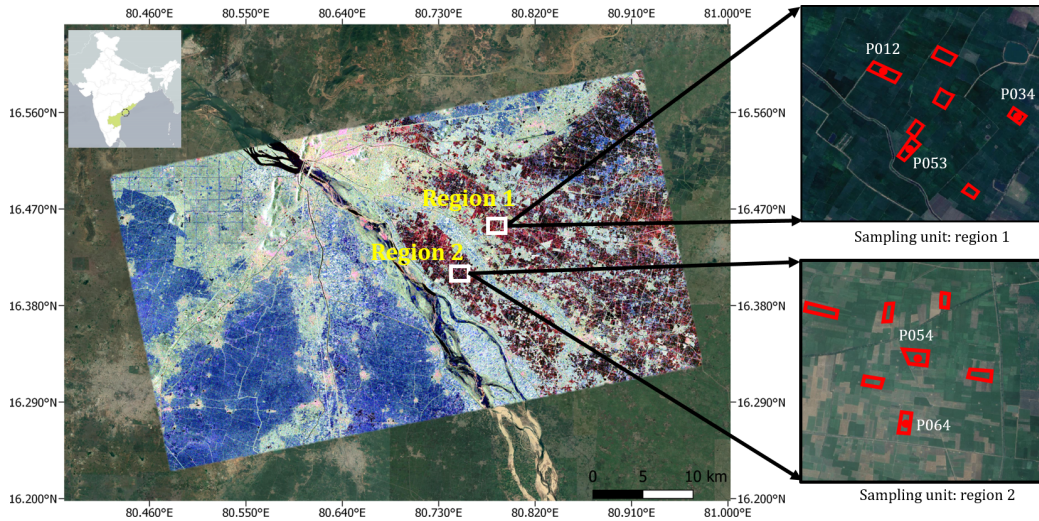 80.460°E 80.550°E 80.640°E 80.730°E 80.820°E 80.910°E 81.000°E
16.560°N
16.470°N
16.380°N
16.290°N
16.200°N
16.560°N
16.470°N
16.380°N
16.290°N
16.200°N
Region 1
Region 2
0 5 10 km
80.460°E 80.550°E 80.640°E 80.730°E 80.820°E 80.910°E 81.000°E
P012
P034
P053
Sampling unit: region 1
P054
P064
Sampling unit: region 2